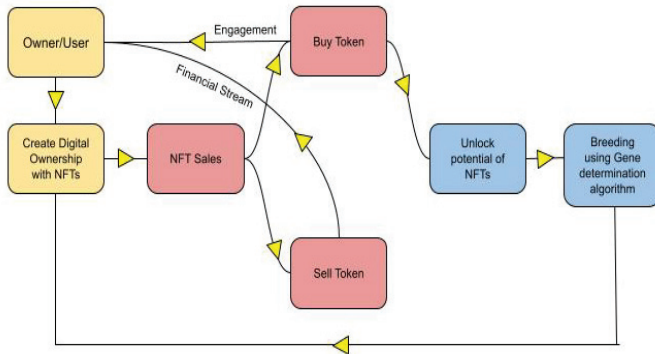 Engagement
Owner/User
Buy Token
Financial Stream
Create Digital
Ownership
with NFTs
NFT Sales
Unlock
potential of
NFTs
Breeding
using Gene
determination
algorithm
Sell Token